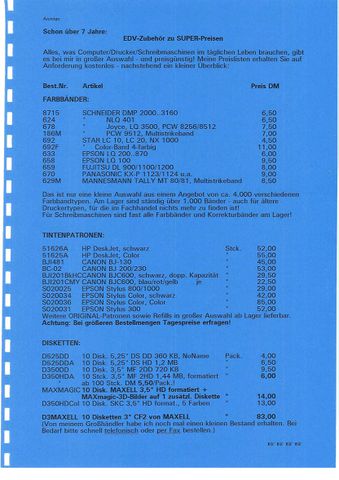 Anzeige
Schon über 7 Jahre:
EDV-Zubehör zu SUPER-Preisen
Alles, was Computer/Drucker/Schreibmaschinen im täglichen Leben brauchen, gibt
es bei mir in großer Auswahl - und preisgünstig! Meine Preislisten erhalten Sie auf
Anforderung kostenlos - nachstehend ein kleiner Überblick:
Best.Nr. Artikel Preis DM
FARBBÄNDER:
8715 SCHNEIDER DMP 2000..3160 6,50
624 " NLQ 401 6,50
678 " Joyce, LQ 3500, PCW 8256/8512 7,50
186M " PCW 9512, Multistrikeband 7,00
692 STAR LC 10, LC 20, NX 1000 4,50
692F " Color-Band 4-farbig 11,00
633 EPSON LQ 200..870 6,00
658 EPSON LQ 100 9,50
659 FUJITSU DL 900/1100/1200 8,00
670 PANASONIC KX-P 1123/1124 u.a. 9,00
629M MANNESMANN TALLY MT 80/81, Multistrikeband 8,50
Das ist nur eine kleine Auswahl aus einem Angebot von ca. 4.000 verschiedenen
Farbbandtypen. Am Lager sind ständig über 1.000 Bänder - auch für ältere
Druckertypen, für die im Fachhandel nichts mehr zu finden ist!
Für Schreibmaschinen sind fast alle Farbbänder und Korrekturbänder am Lager!
TINTENPATRONEN:
51626A HP DeskJet, schwarz Stck. 52,00
51625A HP DeskJet, Color " 55,00
BJI481 CANON BJ-130 " 45,00
BC-02 CANON BJ 200/230 " 53,00
BJI201BkHC CANON BJC600, schwarz, dopp. Kapazität " 29,50
BJI201CMY CANON BJC600, blau/rot/gelb je " 22,50
S020025 EPSON Stylus 800/1000 " 29,00
S020034 EPSON Stylus Color, schwarz " 42,00
S020036 EPSON Stylus Color, Color " 85,00
S020031 EPSON Stylus 300 " 52,00
Weitere ORIGINAL-Patronen sowie Refills in großer Auswahl ab Lager lieferbar.
Achtung: Bei größeren Bestellmengen Tagespreise erfragen!
DISKETTEN:
D525DD 10 Disk. 5,25" DS DD 360 KB, NoName Pack. 4,00
D525HD 10 Disk. 5,25" DS HD 1,2 MB " 6,50
D350DD 10 Disk. 3,5" MF 2DD 720 KB " 9,50
D350HDA 10 Disk. 3,5" MF 2HD 1,44 MB, formatiert " 6,00
" ab 100 Stck. DM 5,50/Pack.!
MAXMAGIC 10 Disk. MAXELL 3,5" HD formatiert +
MAXmagic-3D-Bilder auf 1 zusätzl. Diskette " 14,00
D350HDCol 10 Disk. SKC 3,5" HD format., 5 Farben " 13,00
D3MAXELL 10 Disketten 3" CF2 von MAXELL " 83,00
(Von meinem Großhändler habe ich noch mal einen kleinen Bestand erhalten. Bei
Bedarf bitte schnell telefonisch oder per Fax bestellen.)